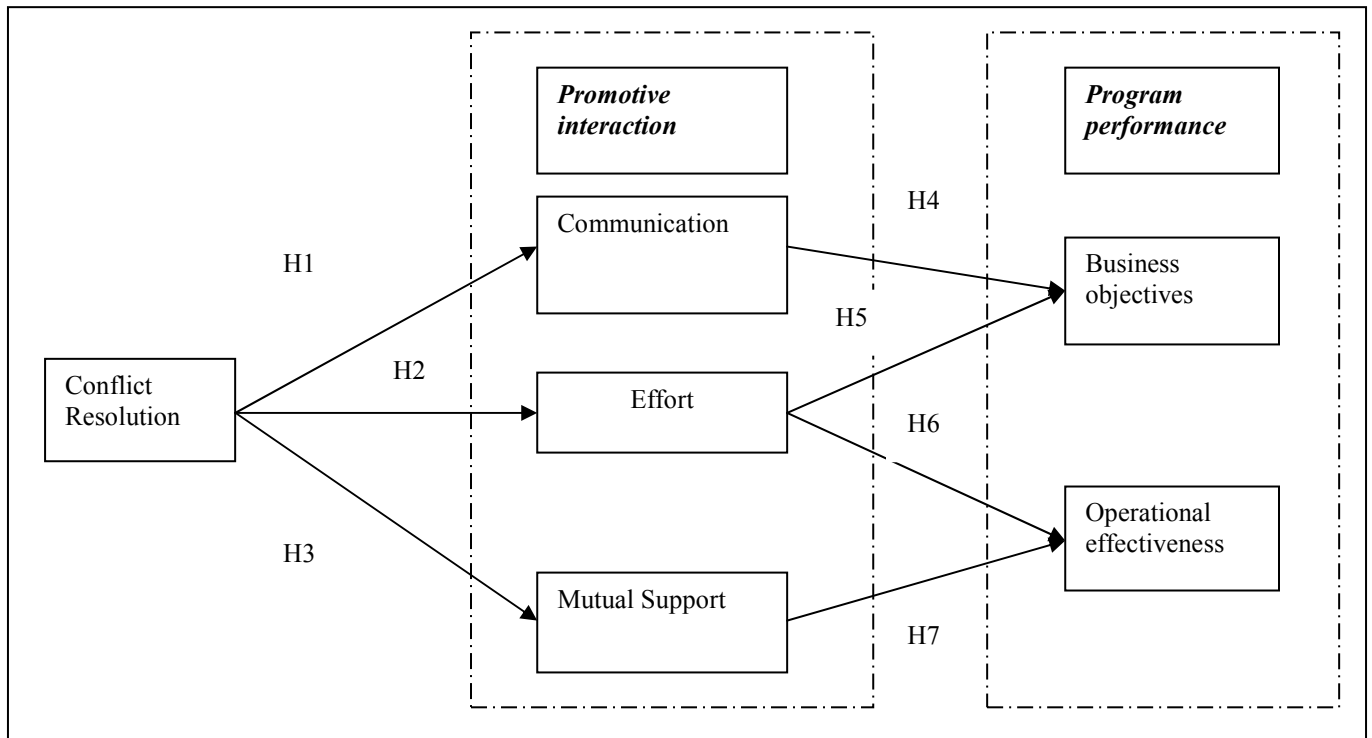 Promotive
interaction
Program
performance
H4
Communication
H1
Business
objectives
H5
H2
Conflict
Resolution
Effort
H6
Operational
effectiveness
H3
Mutual Support
H7